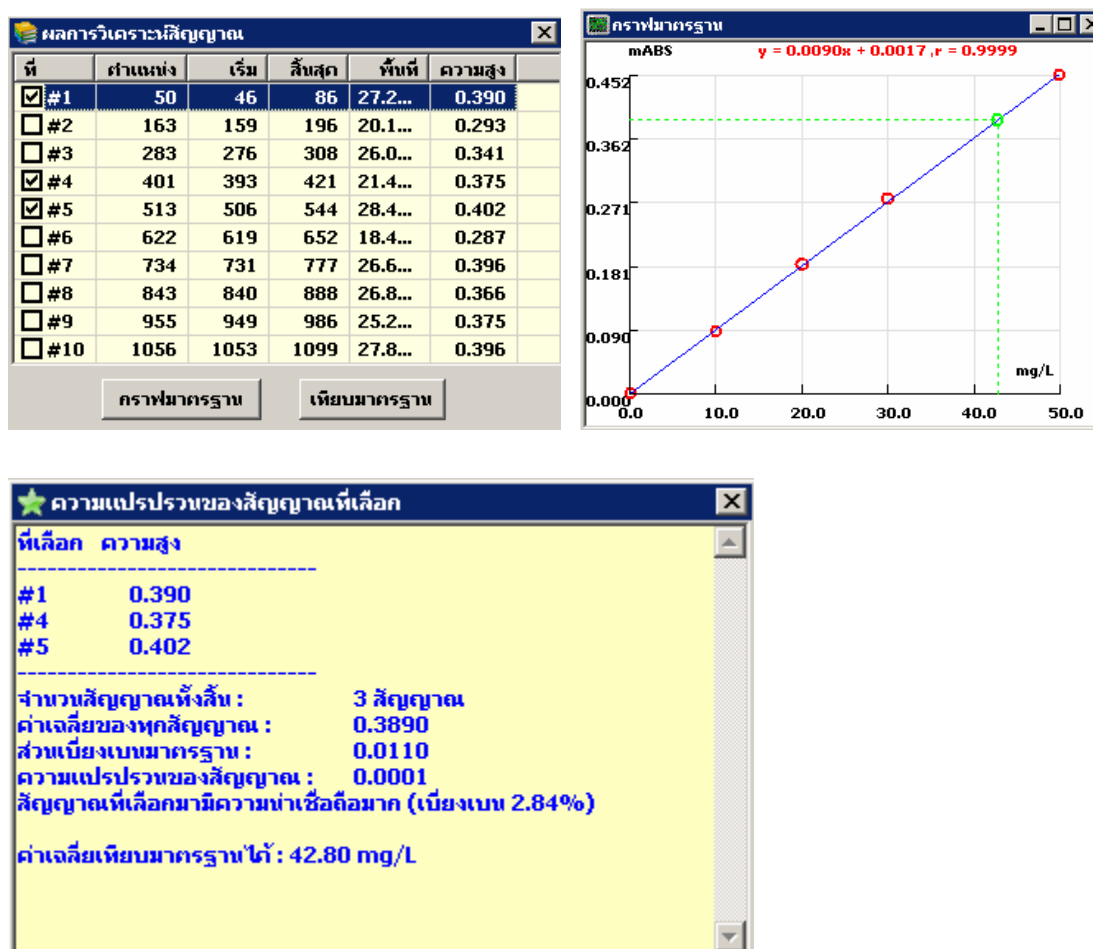 ผลการวิเคราะห์สัญญาณ
ที่ ตำแหน่ง เริ่ม สิ้นสุด พื้นที่ ความสูง
#1 50 46 86 27.2... 0.390
#2 163 159 196 20.1... 0.293
#3 283 276 308 26.0... 0.341
#4 401 393 421 21.4... 0.375
#5 513 506 544 28.4... 0.402
#6 622 619 652 18.4... 0.287
#7 734 731 777 26.6... 0.396
#8 843 840 888 26.8... 0.366
#9 955 949 986 25.2... 0.375
#10 1056 1053 1099 27.8... 0.396
กราฟมาตรฐาน เทียบมาตรฐาน
กราฟมาตรฐาน
mABS y = 0.0090x + 0.0017 ,r = 0.9999
0.452
0.362
0.271
0.181
0.090
mg/L
0.000
0.0 10.0 20.0 30.0 40.0 50.0
ความแปรปรวนของสัญญาณที่เลือก
ที่เลือก ความสูง
------------------------------
#1 0.390
#4 0.375
#5 0.402
------------------------------
จำนวนสัญญาณทั้งสิ้น : 3 สัญญาณ
ค่าเฉลี่ยของทุกสัญญาณ : 0.3890
ส่วนเบี่ยงเบนมาตรฐาน : 0.0110
ความแปรปรวนของสัญญาณ : 0.0001
สัญญาณที่เลือกมามีความน่าเชื่อถือมาก (เบี่ยงเบน 2.84%)
ค่าเฉลี่ยเทียบมาตรฐานได้ : 42.80 mg/L